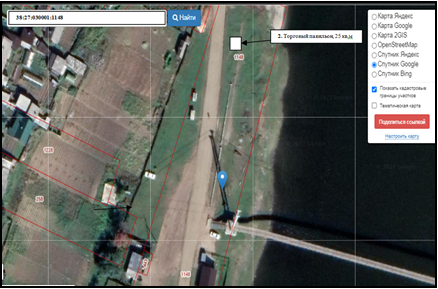 38:27:030001:1148
Найти
2. Торговый павильон, 25 кв.м
Карта Яндекс
Карта Google
Карта 2GIS
OpenStreetMap
Спутник Яндекс
Спутник Google
Спутник Bing
Показать кадастровые
границы участков
Тематическая карта
Поделиться ссылкой
Настроить карту
1148
1148